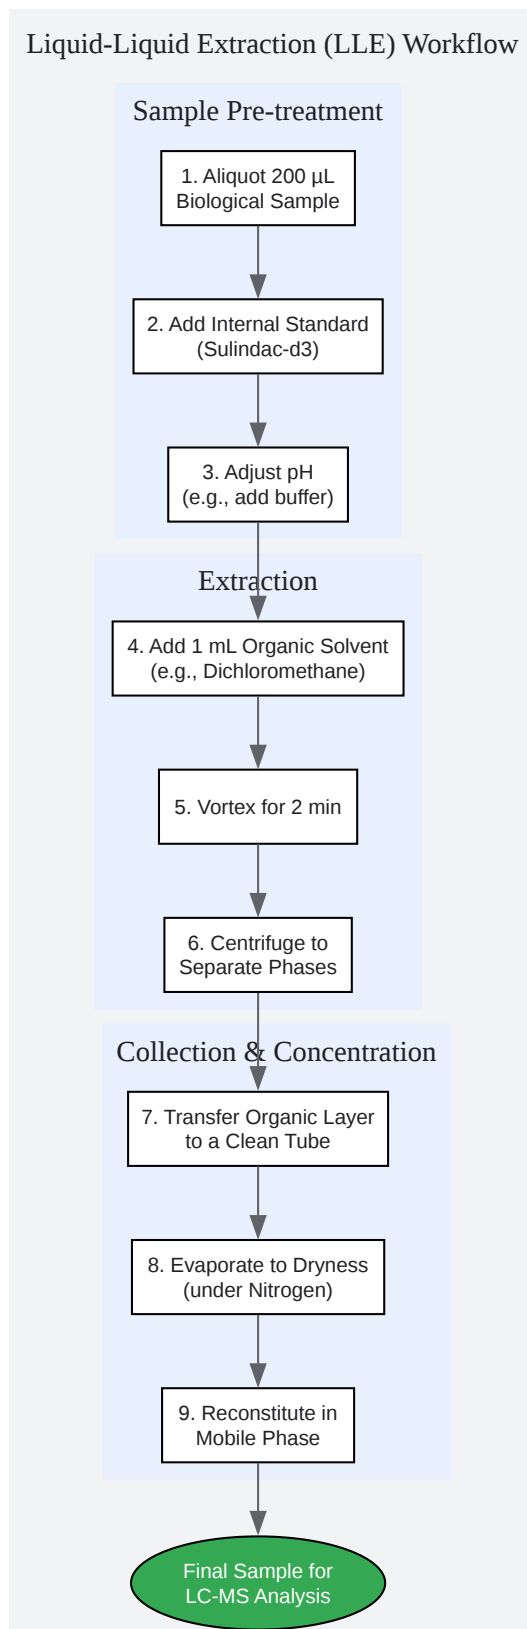 Liquid-Liquid Extraction (LLE) Workflow
Sample Pre-treatment
1. Aliquot 200 µL
Biological Sample
2. Add Internal Standard
(Sulindac-d3)
3. Adjust pH
(e.g., add buffer)
Extraction
4. Add 1 mL Organic Solvent
(e.g., Dichloromethane)
5. Vortex for 2 min
6. Centrifuge to
Separate Phases
Collection & Concentration
7. Transfer Organic Layer
to a Clean Tube
8. Evaporate to Dryness
(under Nitrogen)
9. Reconstitute in
Mobile Phase
Final Sample for
LC-MS Analysis